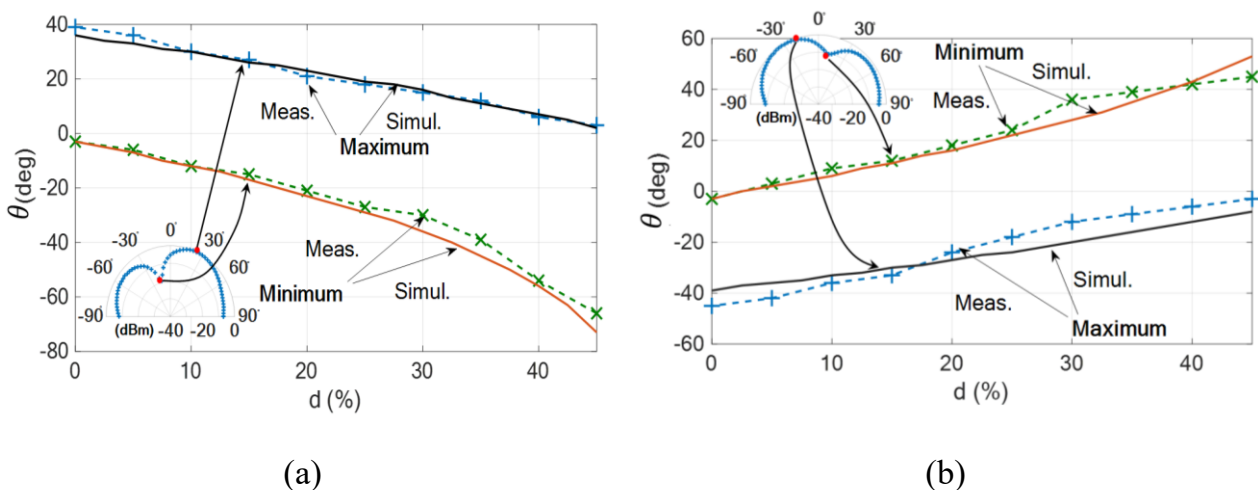 40
20
0
-20
-40
-60
-80
θ(deg)
0 10 20 30 40
d (%)
Meas.
Maximum
Simul.
Meas.
Minimum
Simul.
-90° -60° -30° 0° 30° 60° 90°
(dBm) -40 -20 0
(a)
60
40
20
0
-20
-40
-60
θ(deg)
0 10 20 30 40
d (%)
-90° -60° -30° 0° 30° 60° 90°
(dBm) -40 -20 0
Minimum
Simul.
Meas.
Simul.
Meas.
Maximum
(b)